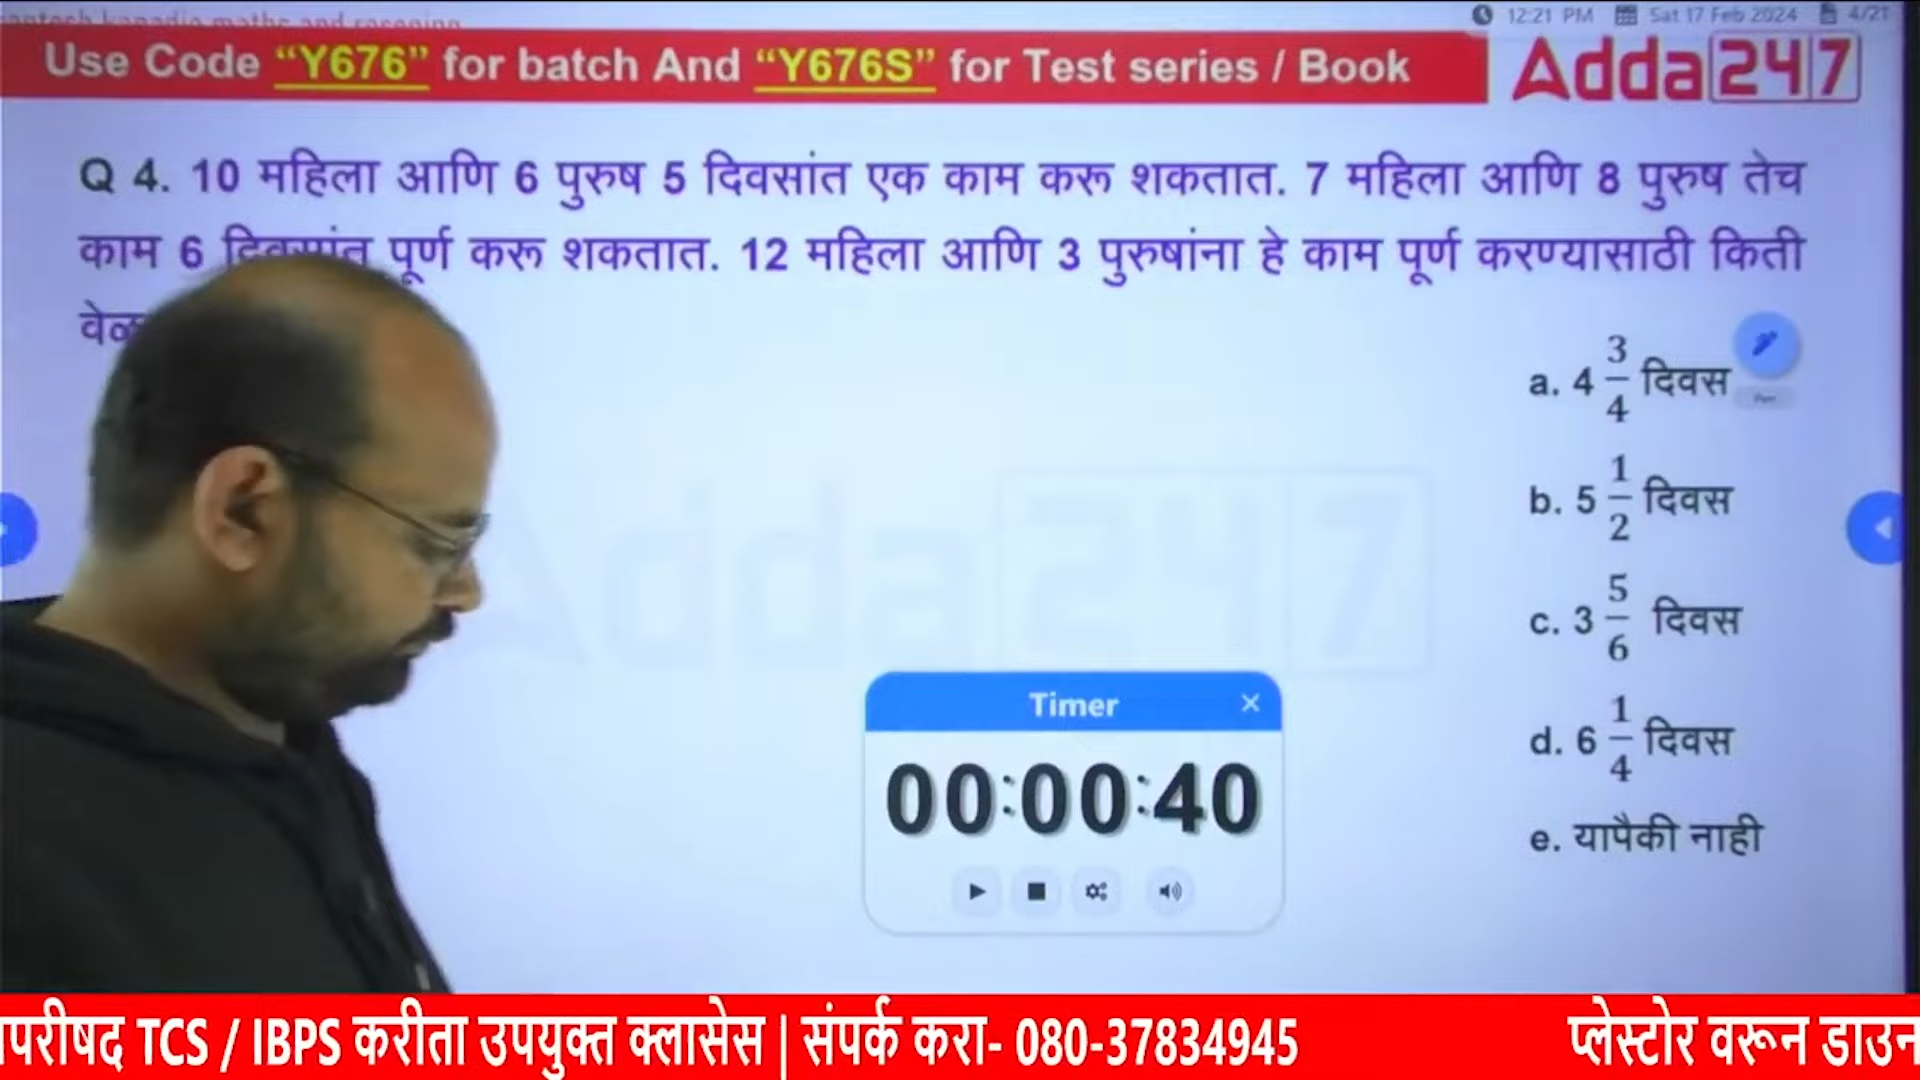 12:21 PM Sat 17 Feb 2024 4/21
Use Code “Y676” for batch And “Y676S” for Test series / Book
Adda247
Q 4. 10 महिला आणि 6 पुरुष 5 दिवसांत एक काम करू शकतात. 7 महिला आणि 8 पुरुष तेच
काम 6 दिवसांत पूर्ण करू शकतात. 12 महिला आणि 3 पुरुषांना हे काम पूर्ण करण्यासाठी किती
a. 4 3/4 दिवस
b. 5 1/2 दिवस
c. 3 5/6 दिवस
d. 6 1/4 दिवस
e. यापैकी नाही
Adda247
Timer
00:00:40
परीषद TCS / IBPS करीता उपयुक्त क्लासेस | संपर्क करा- 080-37834945 प्लेस्टोर वरून डाउन